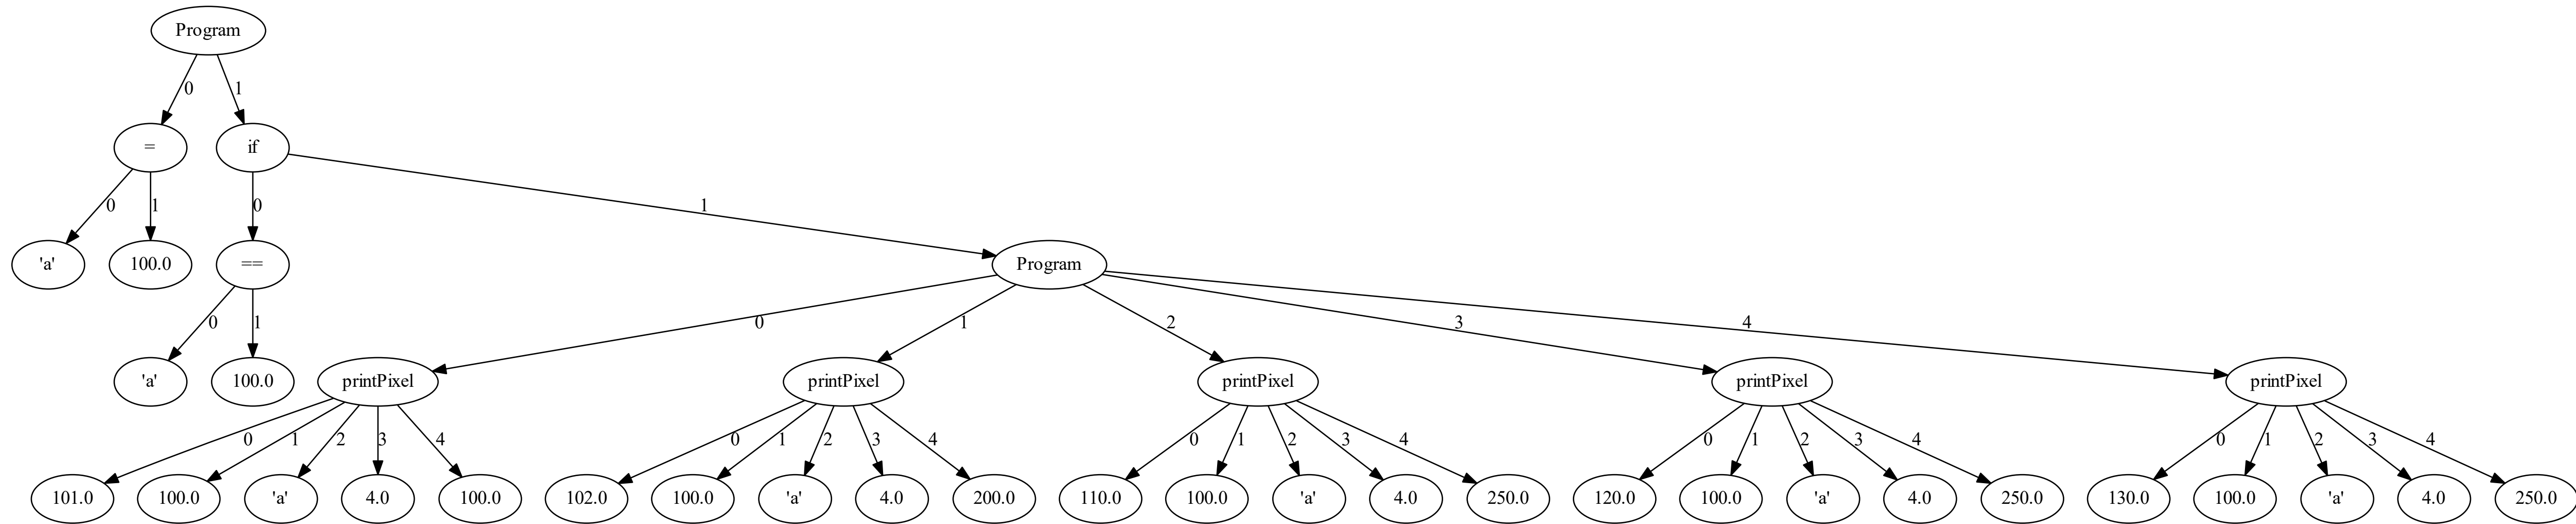 Program
0 1
= if
0 1 0 1
'a' 100.0 == Program
0 1 0 1 2 3 4
'a' 100.0 printPixel printPixel printPixel printPixel printPixel
0 1 2 3 4 0 1 2 3 4 0 1 2 3 4 0 1 2 3 4 0 1 2 3 4
101.0 100.0 'a' 4.0 100.0 102.0 100.0 'a' 4.0 200.0 110.0 100.0 'a' 4.0 250.0 120.0 100.0 'a' 4.0 250.0 130.0 100.0 'a' 4.0 250.0